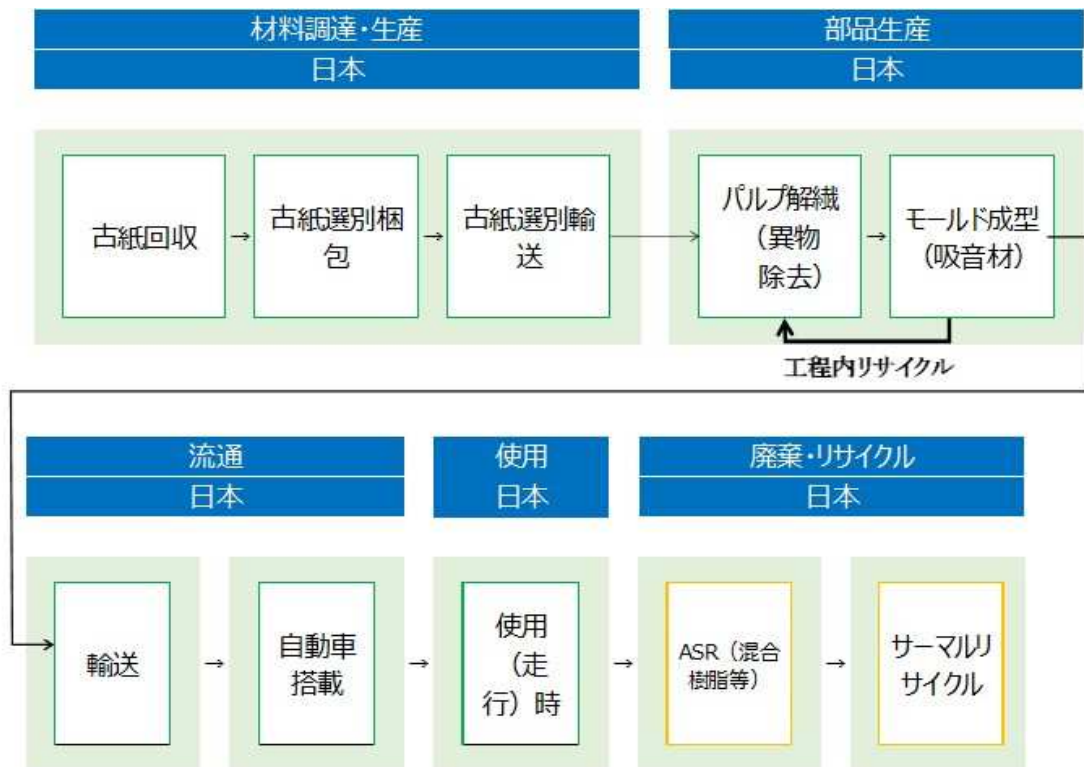 材料調達・生産
日本
部品生産
日本
古紙回収
→
古紙選別梱
包
→
古紙選別輸
送
パルプ解繊
（異物
除去）
→
モールド成型
（吸音材）
工程内リサイクル
流通
日本
使用
日本
廃棄・リサイクル
日本
輸送
→
自動車
搭載
→
使用
（走
行）時
→
ASR（混合
樹脂等）
→
サーマルリ
サイクル